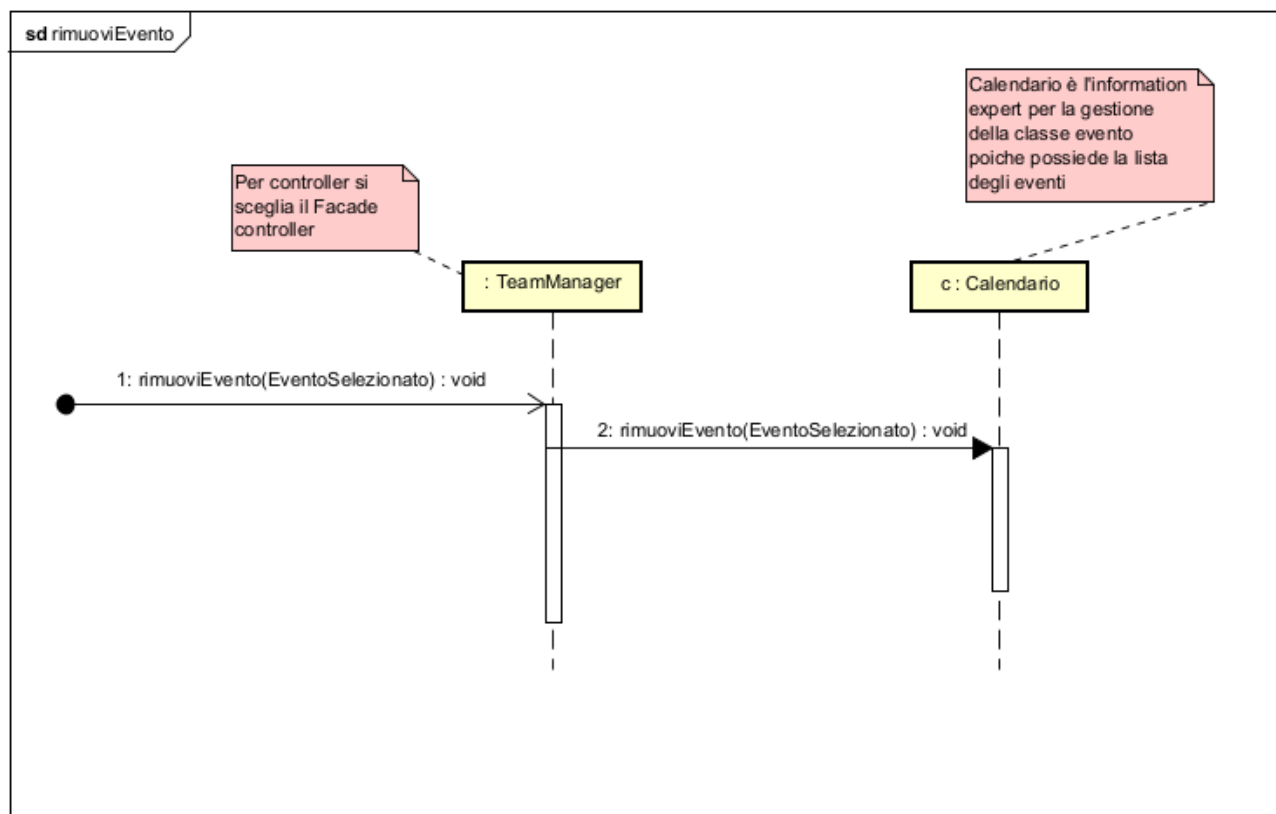 sd rimuoviEvento
Calendario è l'information
expert per la gestione
della classe evento
poiche possiede la lista
degli eventi
Per controller si
sceglia il Facade
controller
: TeamManager
c : Calendario
1: rimuoviEvento(EventoSelezionato) : void
2: rimuoviEvento(EventoSelezionato) : void